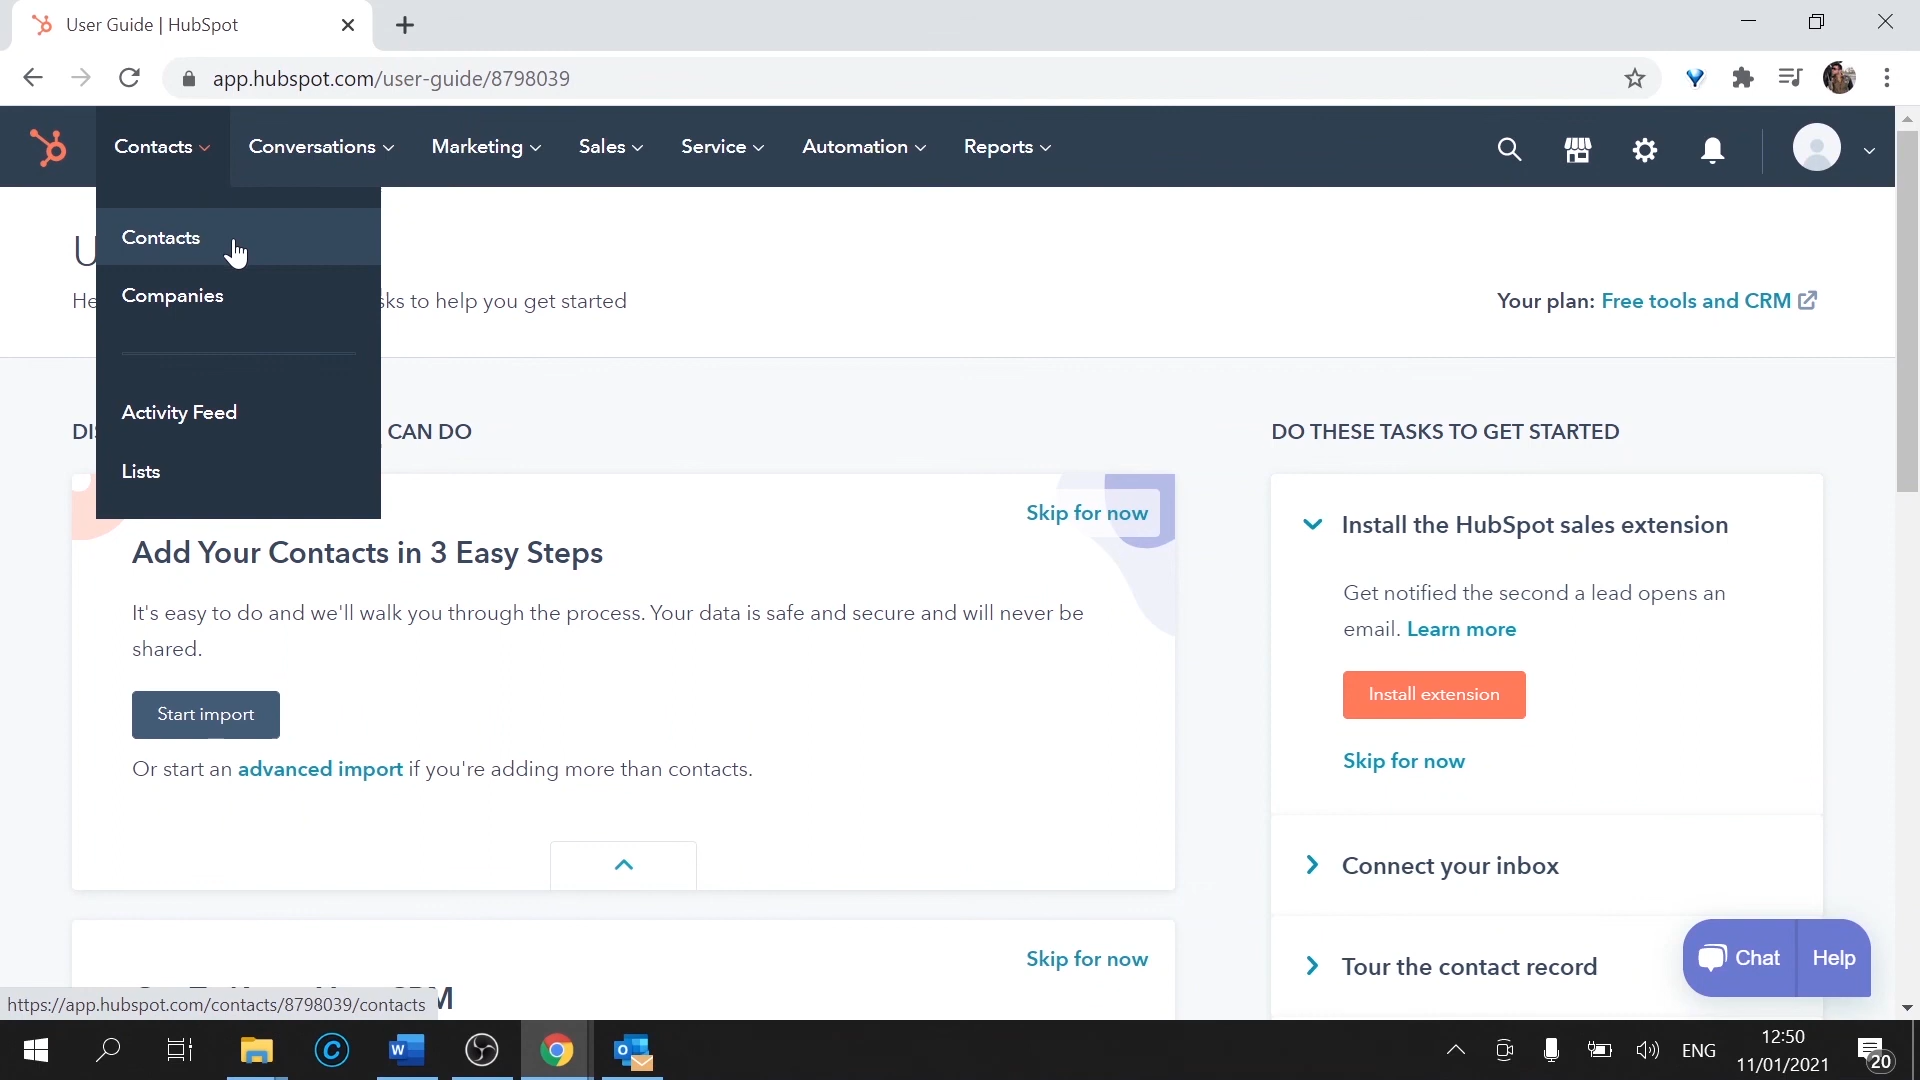 User Guide | HubSpot
app.hubspot.com/user-guide/8798039
Contacts
Conversations
Marketing
Sales
Service
Automation
Reports
Contacts
Companies
Activity Feed
Lists
U
He
sks to help you get started
Your plan: Free tools and CRM
CAN DO
DO THESE TASKS TO GET STARTED
Skip for now
Add Your Contacts in 3 Easy Steps
It's easy to do and we'll walk you through the process. Your data is safe and secure and will never be
shared.
Start import
Or start an advanced import if you're adding more than contacts.
Install the HubSpot sales extension
Get notified the second a lead opens an
email. Learn more
Install extension
Skip for now
Connect your inbox
Tour the contact record
Skip for now
Chat
Help
https://app.hubspot.com/contacts/8798039/contacts
ENG
12:50
11/01/2021
20